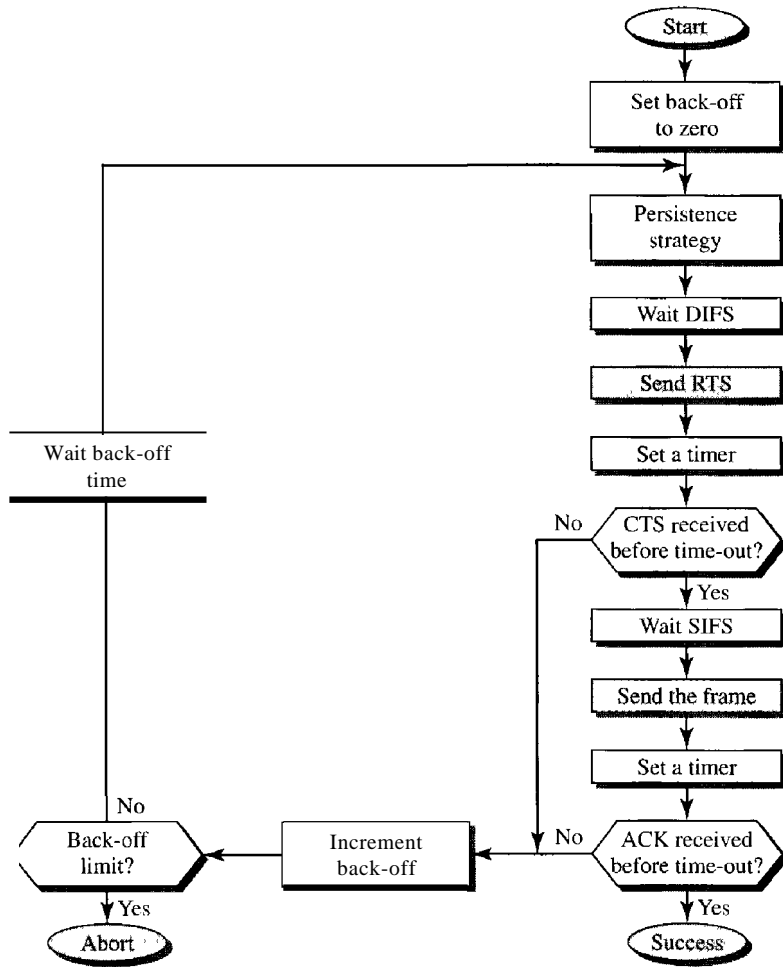 Start
Set back-off
to zero
Persistence
strategy
Wait DIFS
Send RTS
Wait back-off
time
Set a timer
No
CTS received
before time-out?
Yes
Wait SIFS
Send the frame
Set a timer
No
Back-off
limit?
Increment
back-off
No
ACK received
before time-out?
Yes
Yes
Abort
Success